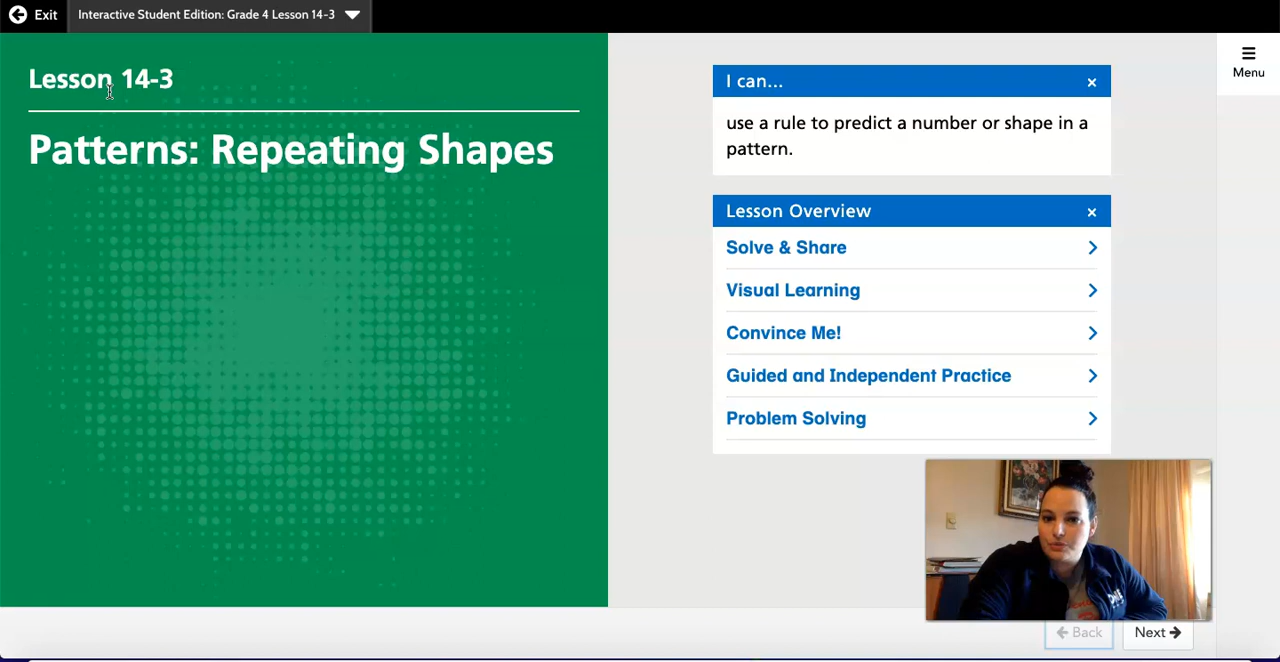 Exit
Interactive Student Edition: Grade 4 Lesson 14-3
Menu
Lesson 14-3
Patterns: Repeating Shapes
I can...
use a rule to predict a number or shape in a
pattern.
Lesson Overview
Solve & Share
Visual Learning
Convince Me!
Guided and Independent Practice
Problem Solving
Back
Next